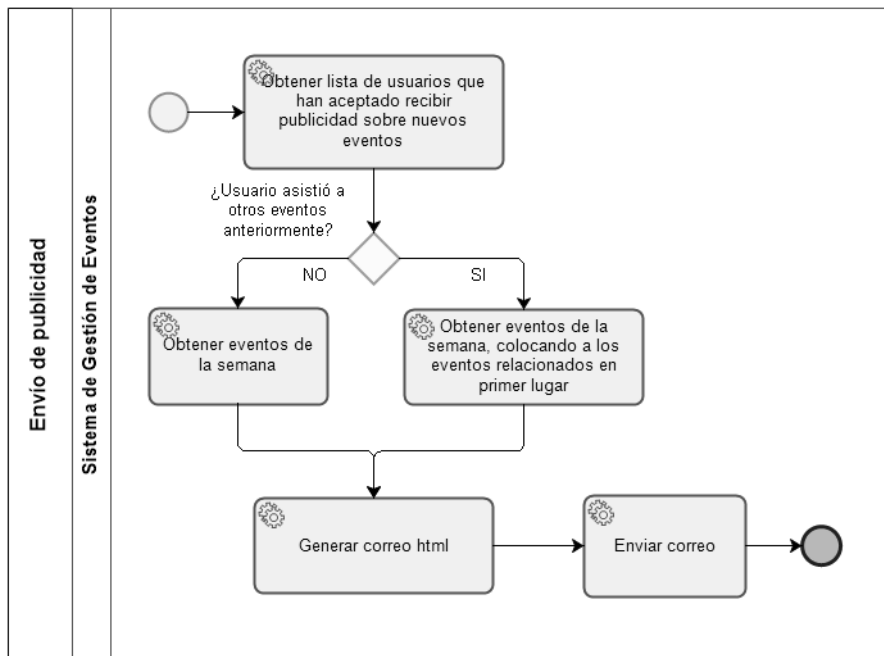 Envío de publicidad
Sistema de Gestión de Eventos
Obtener lista de usuarios que
han aceptado recibir
publicidad sobre nuevos
eventos
¿Usuario asistió a
otros eventos
anteriormente?
NO
SI
Obtener eventos de
la semana
Obtener eventos de la
semana, colocando a los
eventos relacionados en
primer lugar
Generar correo html
Enviar correo